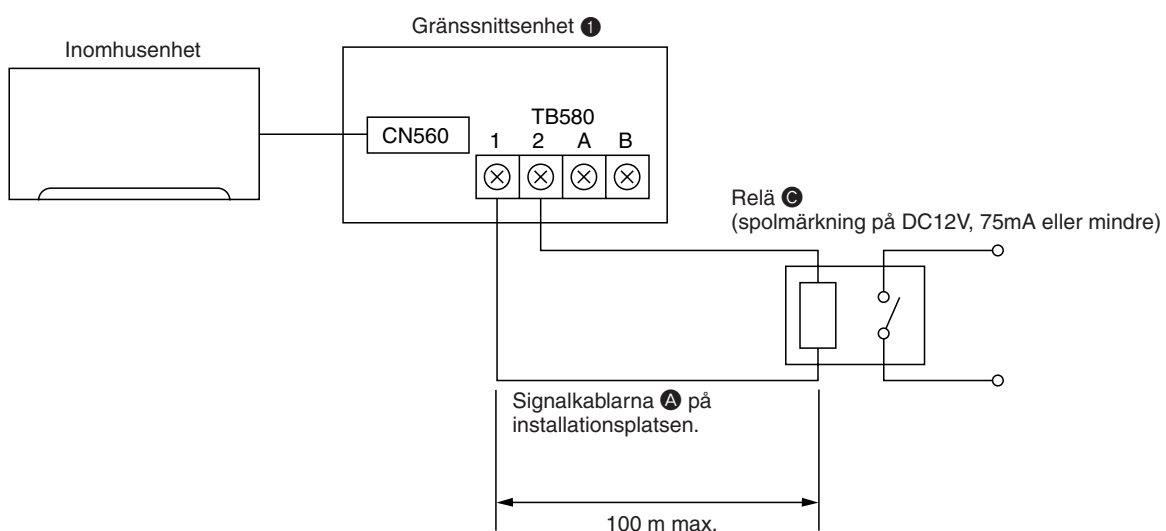 Gränssnittsenhet ❶
Inomhusenhet
TB580
CN560
1 2 A B
Relä Ⓒ
(spolmärkning på DC12V, 75mA eller mindre)
Signalkablarna Ⓐ på
installationsplatsen.
100 m max.